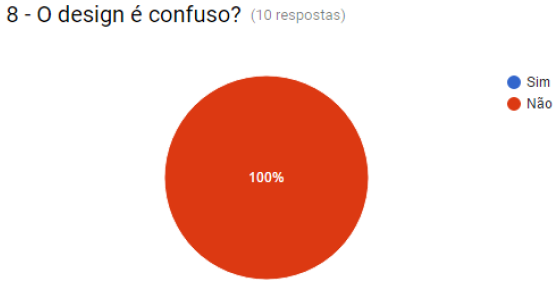 8 - O design é confuso? (10 respostas)
Sim
Não
100%